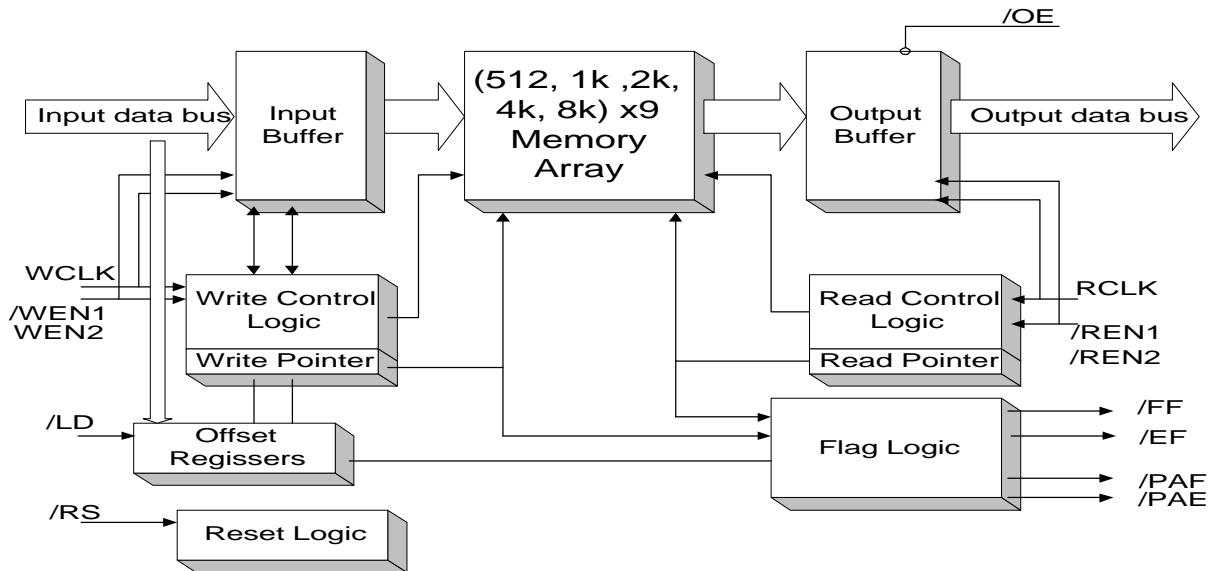 /OE
Input data bus
Input
Buffer
(512, 1k ,2k,
4k, 8k) x9
Memory
Array
Output
Buffer
Output data bus
WCLK
/WEN1
WEN2
Write Control
Logic
Write Pointer
Read Control
Logic
Read Pointer
RCLK
/REN1
/REN2
/LD
Offset
Regissers
Flag Logic
/FF
/EF
/PAF
/PAE
/RS
Reset Logic